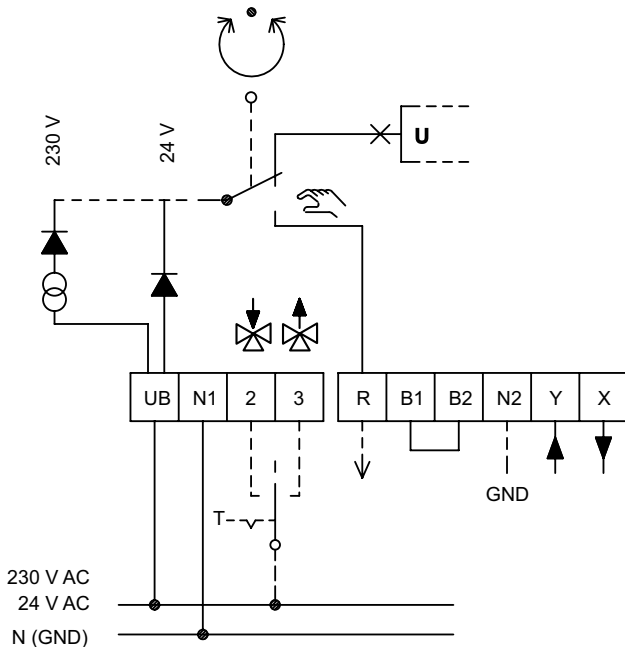 230 V
24 V
U
UB N1 2 3 R B1 B2 N2 Y X
GND
T
230 V AC
24 V AC
N (GND)